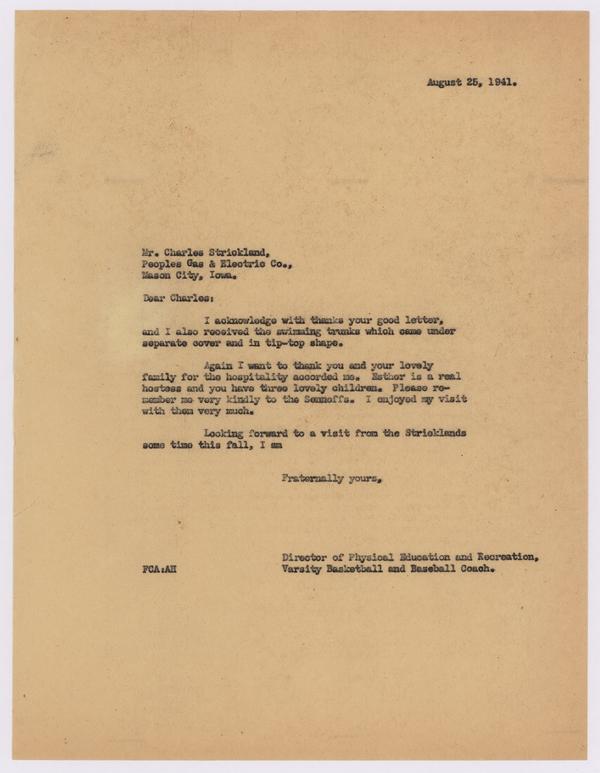 August 25, 1941.
Mr. Charles Strickland,
Peoples Gas & Electric Co.,
Mason City, Iowa.
Dear Charles:
I acknowledge with thanks your good letter,
and I also received the swimming trunks which came under
separate cover and in tip-top shape.
Again I want to thank you and your lovely
family for the hospitality accorded me. Esther is a real
hostess and you have three lovely children. Please re-
member me very kindly to the Senneffs. I enjoyed my visit
with them very much.
Looking forward to a visit from the Stricklands
some time this fall, I am
Fraternally yours,
Director of Physical Education and Recreation,
FCA:AH Varsity Basketball and Baseball Coach.